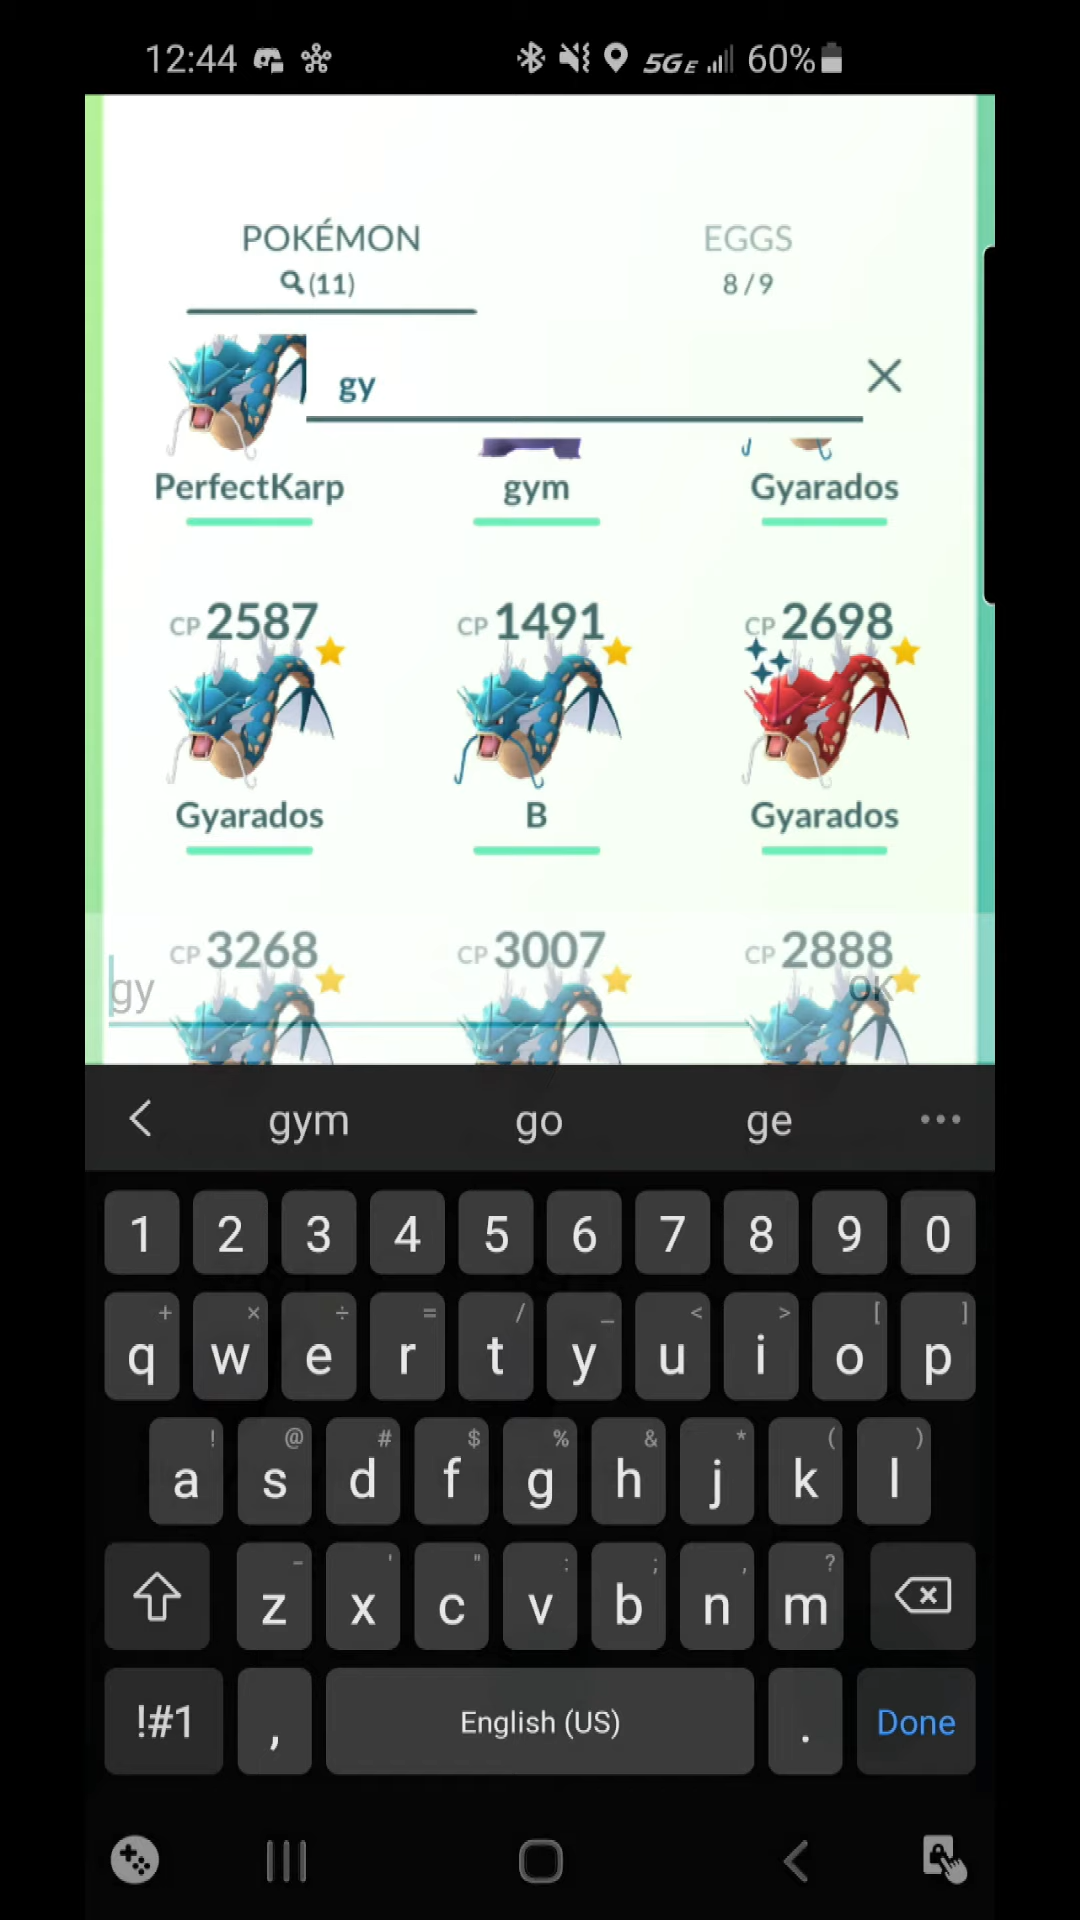 12:44 5GE 60%
POKÉMON EGGS
(11) 8 / 9
gy
PerfectKarp gym Gyarados
CP 2587 CP 1491 CP 2698
Gyarados B Gyarados
CP 3268 CP 3007 CP 2888
gy OK
gym go ge
1 2 3 4 5 6 7 8 9 0
+ × ÷ = / _ < > [ ]
q w e r t y u i o p
! @ # $ % & * ( )
a s d f g h j k l
- ' " : ; , ?
z x c v b n m
!#1 , English (US) . Done